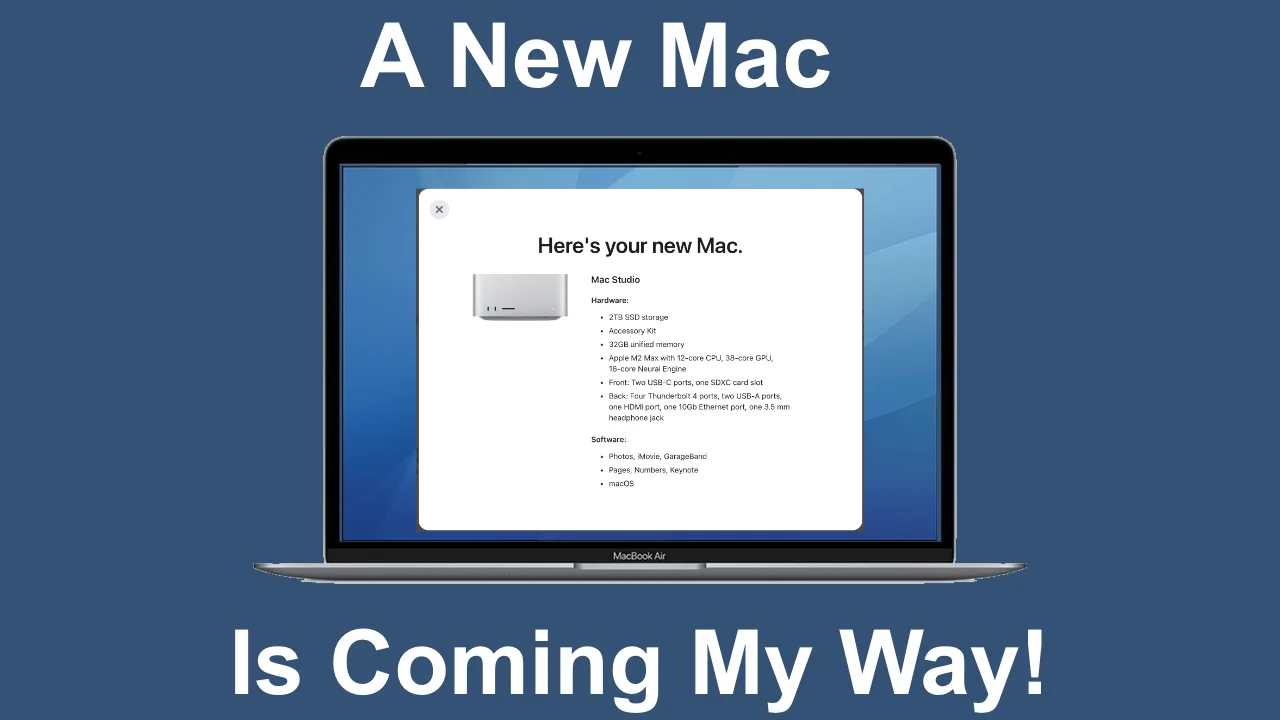 A New Mac
Here's your new Mac.
Mac Studio
Hardware:
• 2TB SSD storage
• Accessory Kit
• 32GB unified memory
• Apple M2 Max with 12-core CPU, 38-core GPU,
16-core Neural Engine
• Front: Two USB-C ports, one SDXC card slot
• Back: Four Thunderbolt 4 ports, two USB-A ports,
one HDMI port, one 10Gb Ethernet port, one 3.5 mm
headphone jack
Software:
• Photos, iMovie, GarageBand
• Pages, Numbers, Keynote
• macOS
MacBook Air
Is Coming My Way!